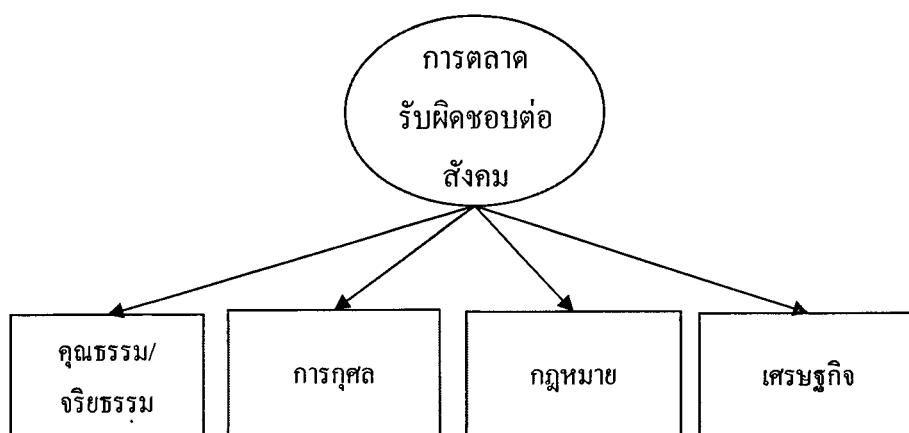 การตลาด
รับผิดชอบต่อ
สังคม
คุณธรรม/
จริยธรรม
การกุศล
กฎหมาย
เศรษฐกิจ